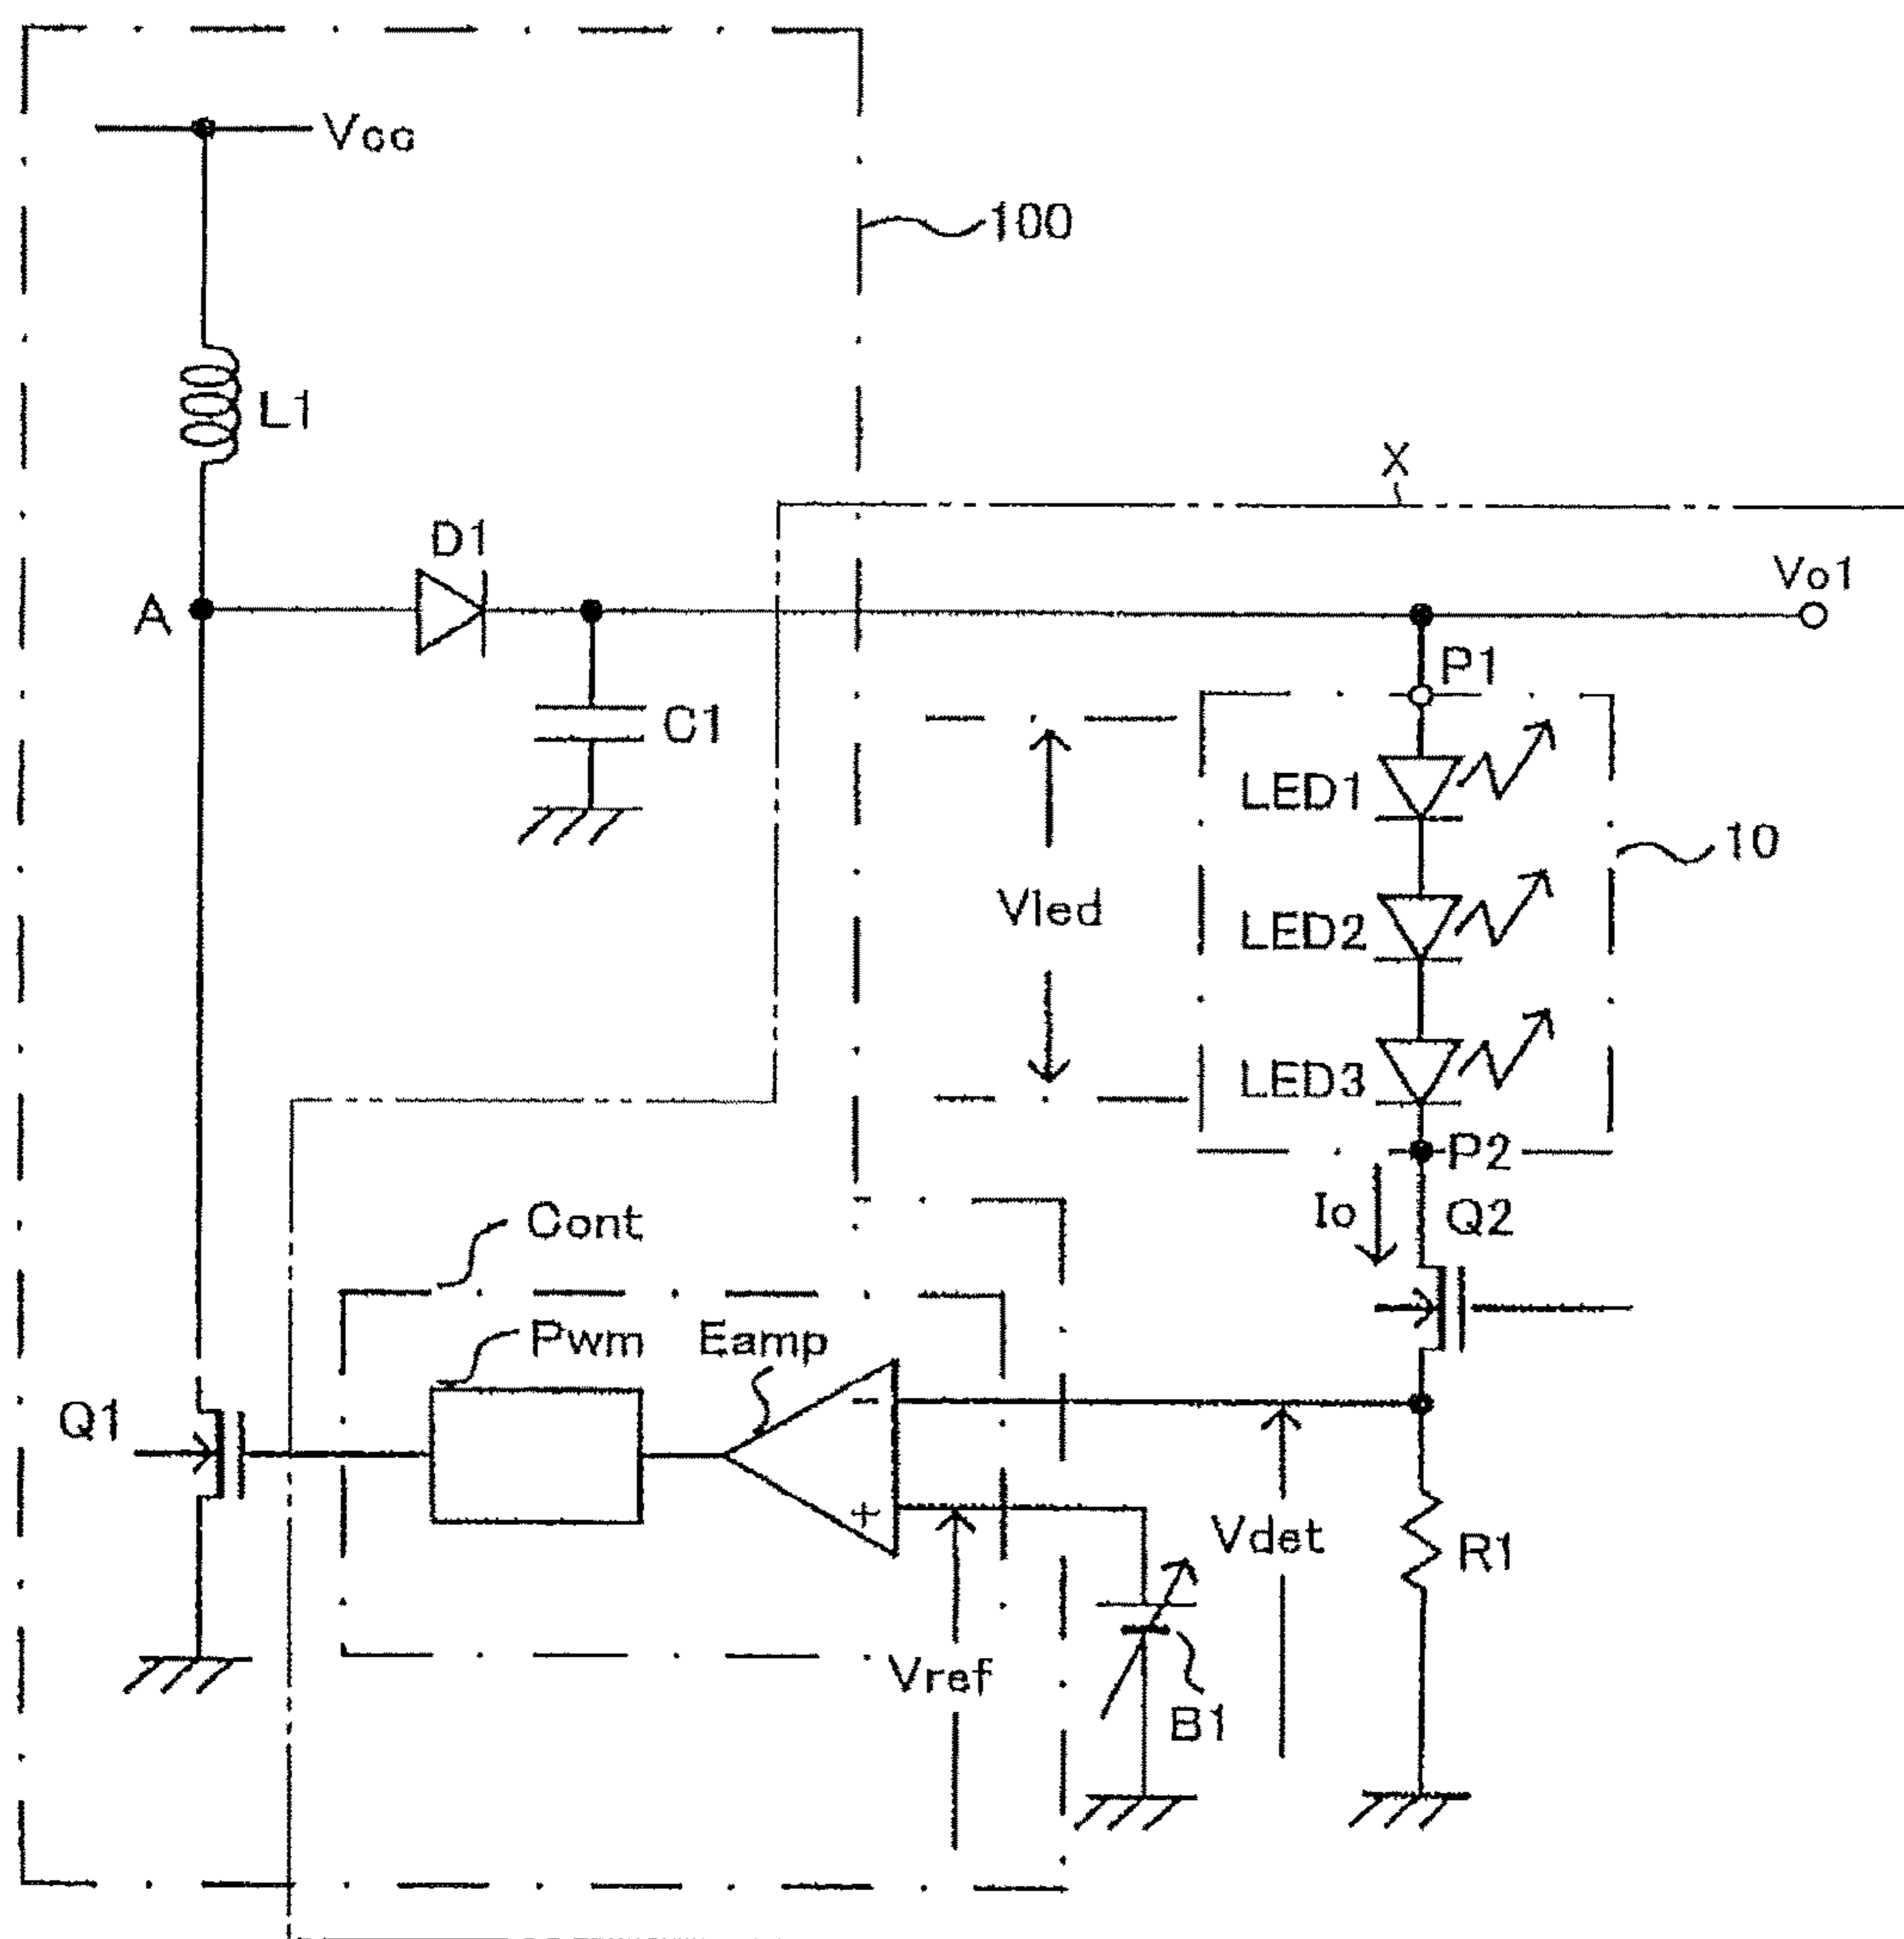 Vcc
100
L1
X
D1
Vo1
A
P1
C1
LED1
10
Vled
LED2
LED3
P2
Cont
Io
Q2
Pwm
Eamp
Q1
-
+
Vdet
R1
Vref
B1